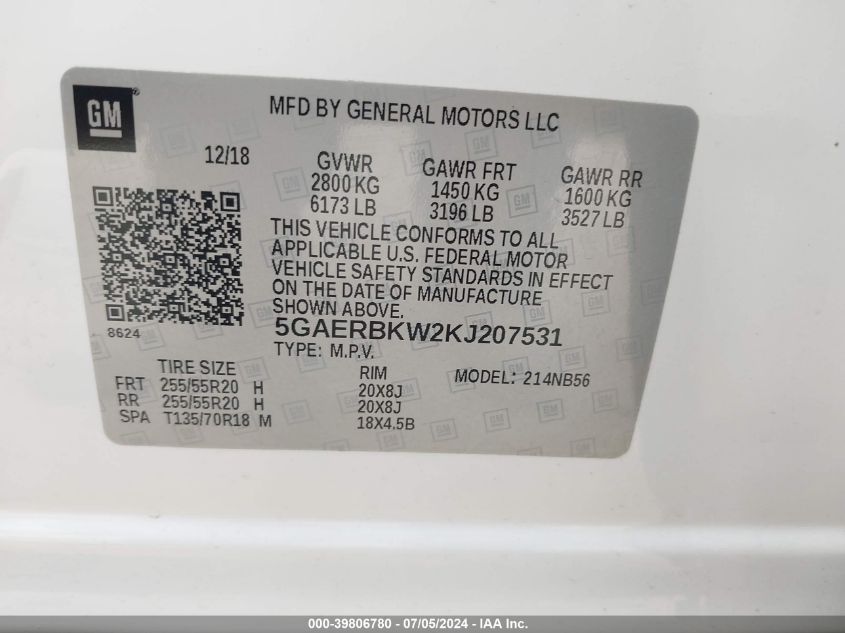 GM
MFD BY GENERAL MOTORS LLC
12/18
GVWR
2800 KG
6173 LB
GAWR FRT
1450 KG
3196 LB
GAWR RR
1600 KG
3527 LB
THIS VEHICLE CONFORMS TO ALL
APPLICABLE U.S. FEDERAL MOTOR
VEHICLE SAFETY STANDARDS IN EFFECT
ON THE DATE OF MANUFACTURE
SHOWN ABOVE.
8624
5GAERBKW2KJ207531
TYPE: M.P.V.
TIRE SIZE
RIM
MODEL: 214NB56
FRT 255/55R20 H 20X8J
RR 255/55R20 H 20X8J
SPA T135/70R18 M 18X4.5B
000-39806780 - 07/05/2024 - IAA Inc.